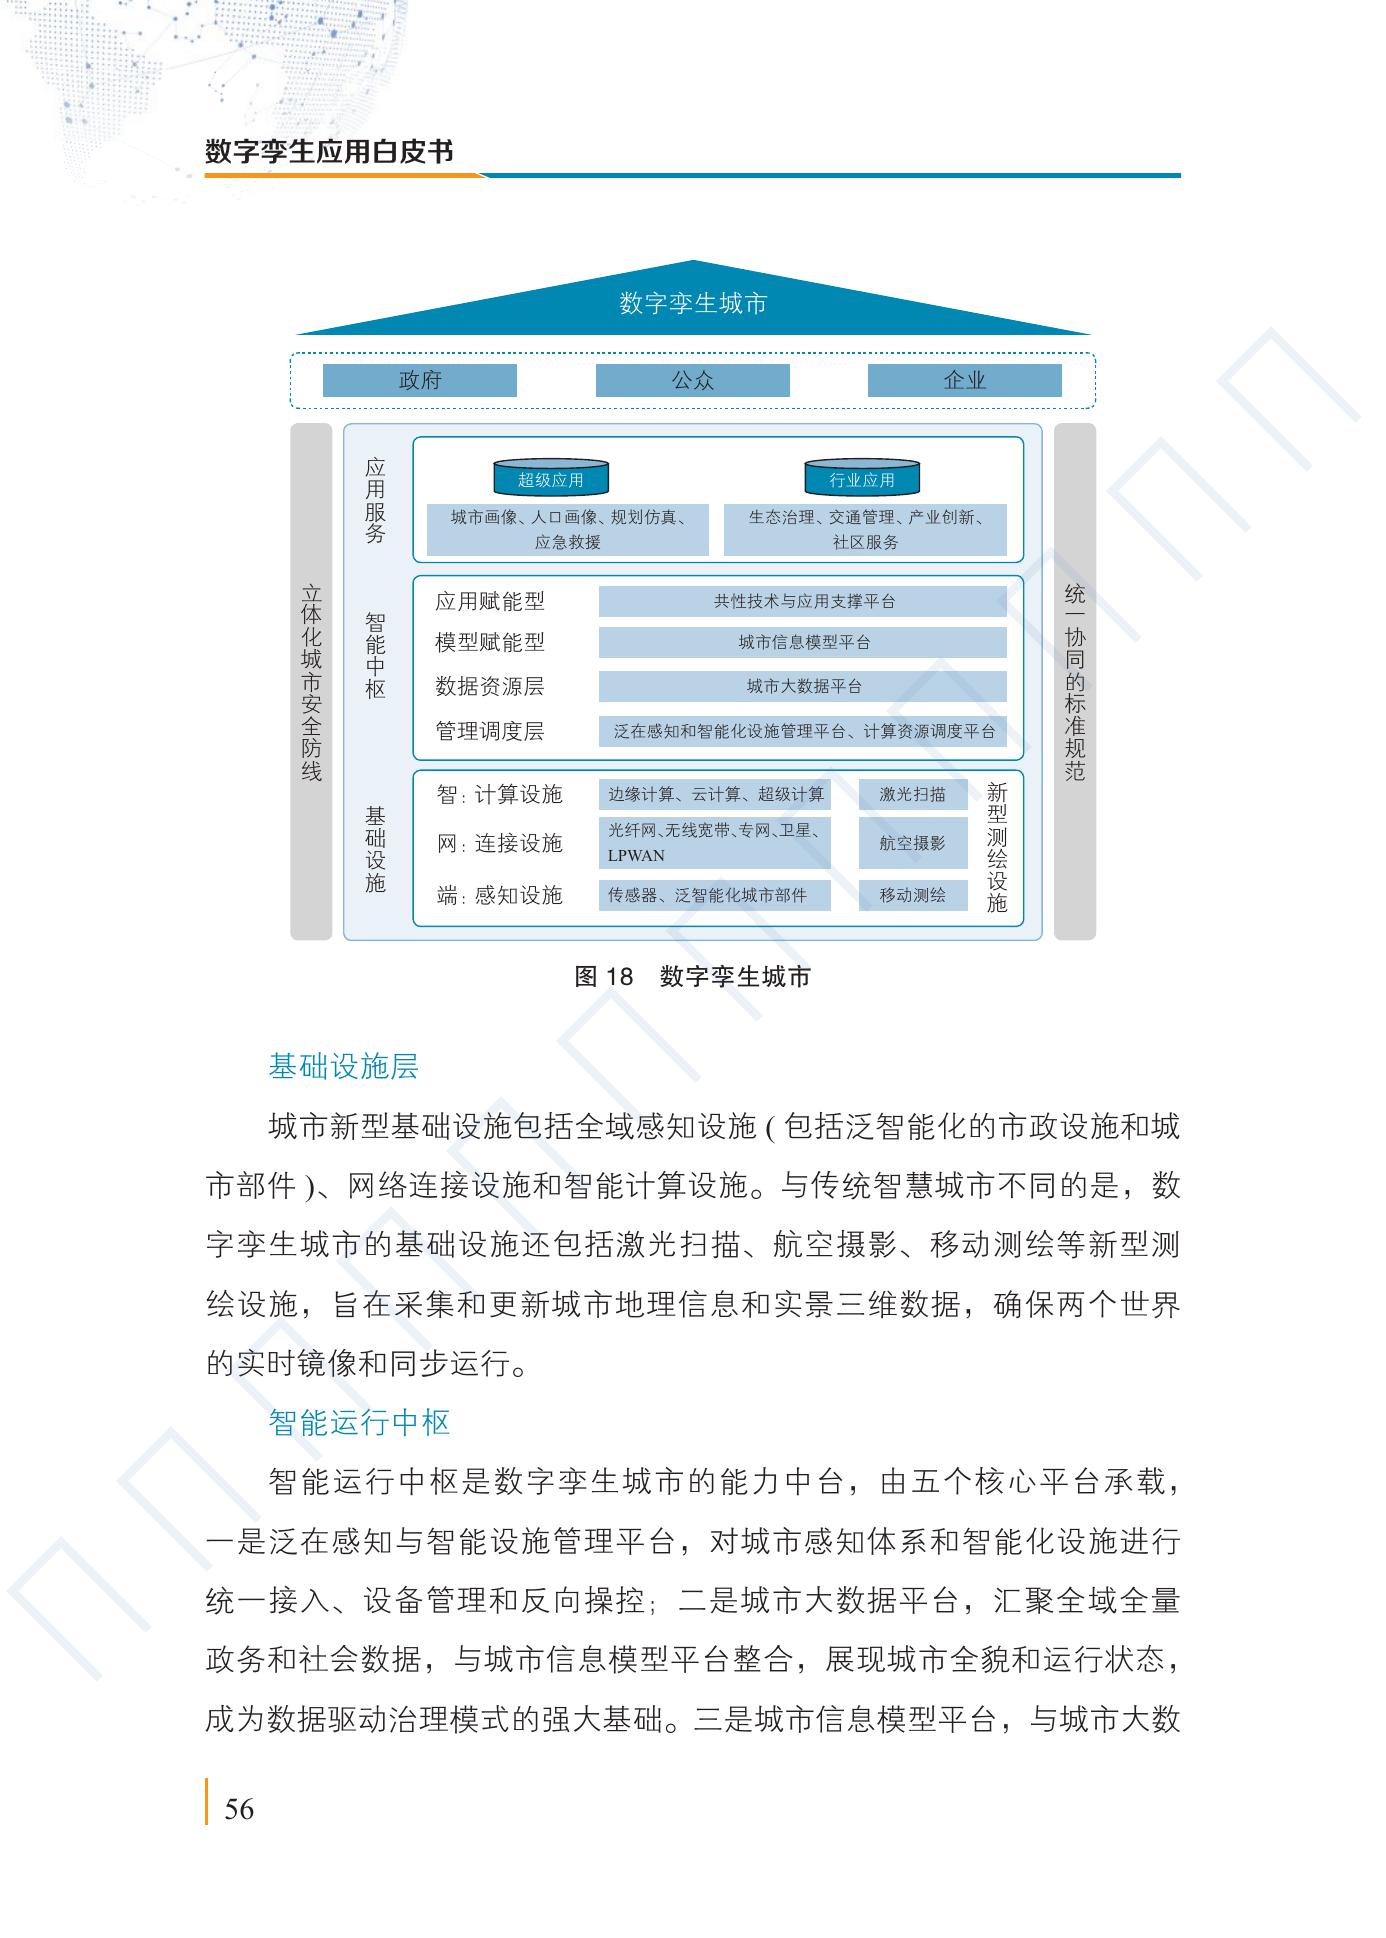 数字孪生应用白皮书
数字孪生城市
政府
公众
企业
立体化城市安全防线
应用服务
超级应用
城市画像、人口画像、规划仿真、
应急救援
行业应用
生态治理、交通管理、产业创新、
社区服务
智能中枢
应用赋能型
共性技术与应用支撑平台
模型赋能型
城市信息模型平台
数据资源层
城市大数据平台
管理调度层
泛在感知和智能化设施管理平台、计算资源调度平台
基础设施
智：计算设施
边缘计算、云计算、超级计算
激光扫描
网：连接设施
光纤网、无线宽带、专网、卫星、
LPWAN
航空摄影
端：感知设施
传感器、泛智能化城市部件
移动测绘
新型测绘设施
统一协同的标准规范
图 18　数字孪生城市
基础设施层
城市新型基础设施包括全域感知设施 ( 包括泛智能化的市政设施和城
市部件 )、网络连接设施和智能计算设施。与传统智慧城市不同的是，数
字孪生城市的基础设施还包括激光扫描、航空摄影、移动测绘等新型测
绘设施，旨在采集和更新城市地理信息和实景三维数据，确保两个世界
的实时镜像和同步运行。
智能运行中枢
智能运行中枢是数字孪生城市的能力中台，由五个核心平台承载，
一是泛在感知与智能设施管理平台，对城市感知体系和智能化设施进行
统一接入、设备管理和反向操控；二是城市大数据平台，汇聚全域全量
政务和社会数据，与城市信息模型平台整合，展现城市全貌和运行状态，
成为数据驱动治理模式的强大基础。三是城市信息模型平台，与城市大数
56